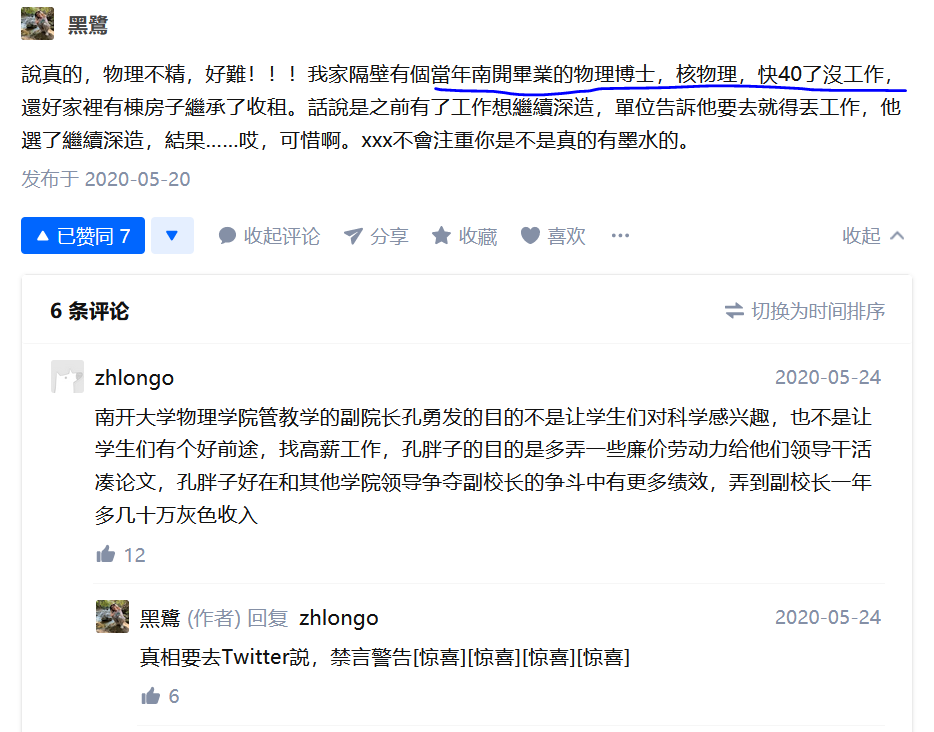 黑鷺
說真的，物理不精，好難！！！我家隔壁有個當年南開畢業的物理博士，核物理，快40了沒工作，
還好家裡有棟房子繼承了收租。話說是之前有了工作想繼續深造，單位告訴他要去就得丟工作，他
選了繼續深造，結果……哎，可惜啊。xxx不會注重你是不是真的有墨水的。
发布于 2020-05-20
已赞同 7
收起评论 分享 收藏 喜欢 收起
6 条评论 切换为时间排序
zhlongo 2020-05-24
南开大学物理学院管教学的副院长孔勇发的目的不是让学生们对科学感兴趣，也不是让
学生们有个好前途，找高薪工作，孔胖子的目的是多弄一些廉价劳动力给他们领导干活
凑论文，孔胖子好在和其他学院领导争夺副校长的争斗中有更多绩效，弄到副校长一年
多几十万灰色收入
12
黑鷺 (作者) 回复 zhlongo 2020-05-24
真相要去Twitter説，禁言警告[惊喜][惊喜][惊喜][惊喜]
6